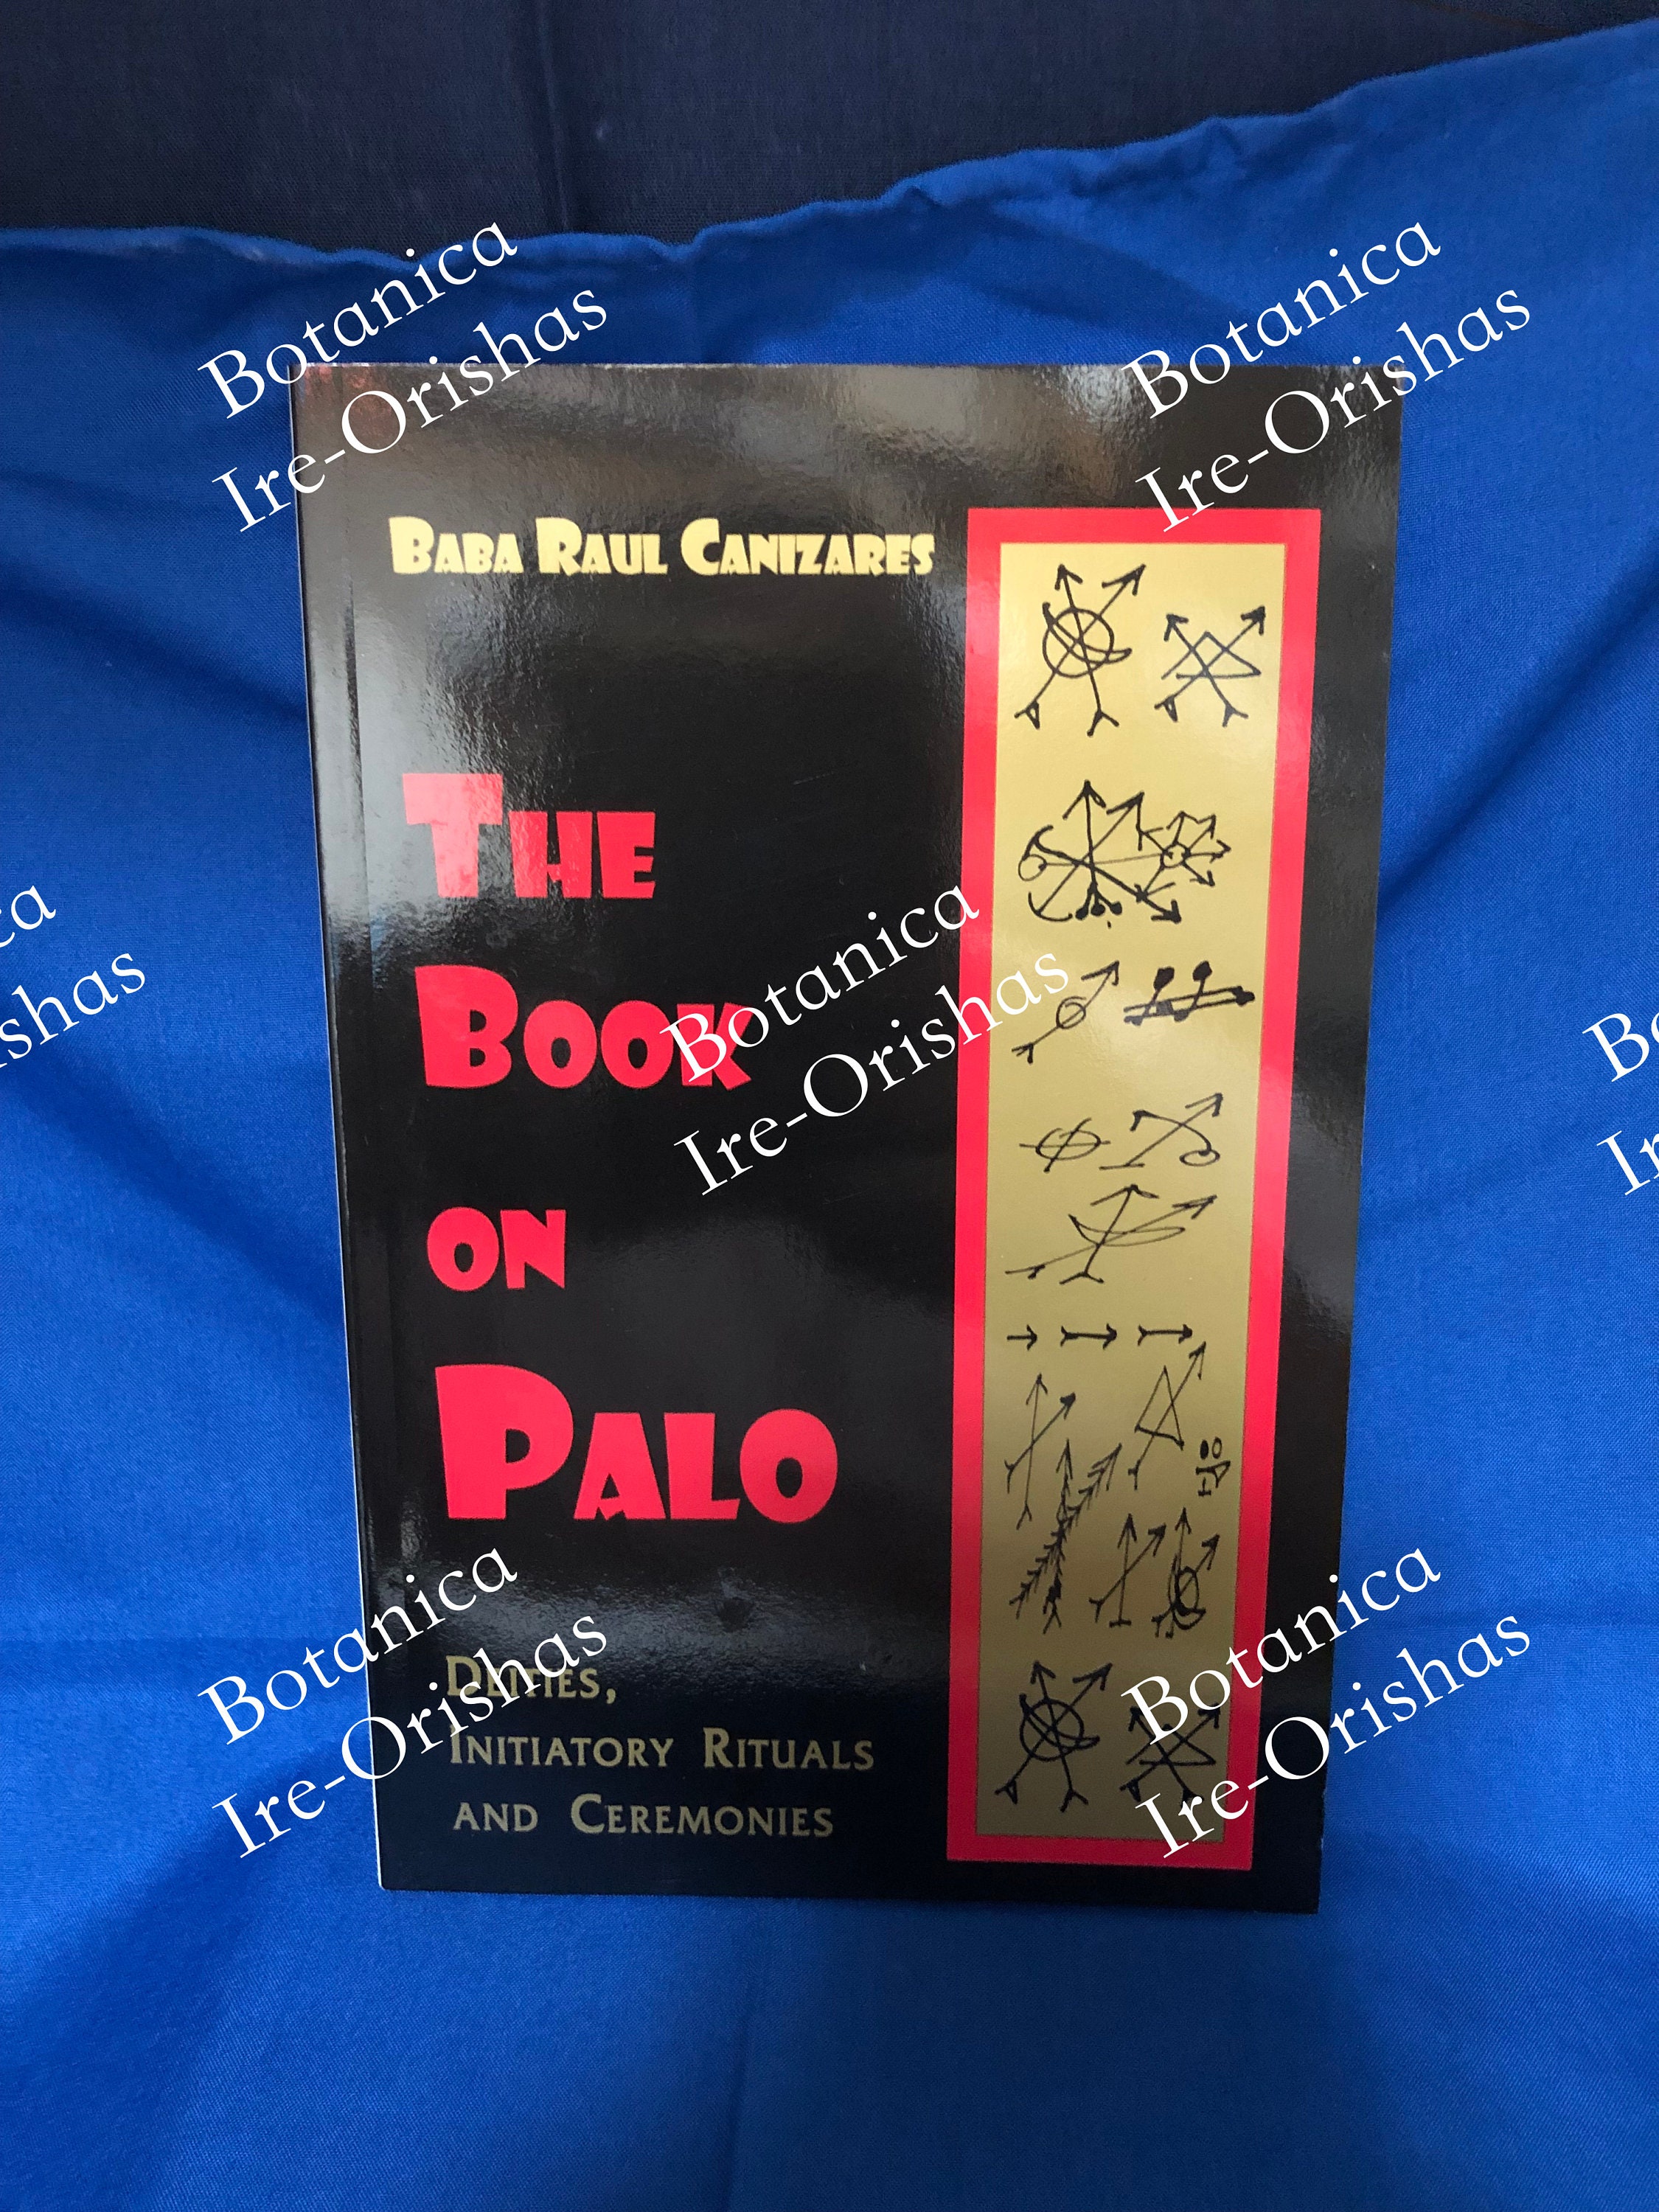 Botanica
Ire-Orishas
Botanica
Ire-Orishas
BABA RAUL CANIZARES
THE
BOOK
ON
PALO
Botanica
Ire-Orishas
DEITIES,
INITIATORY RITUALS
AND CEREMONIES
Botanica
Ire-Orishas
Botanica
Ire-Orishas